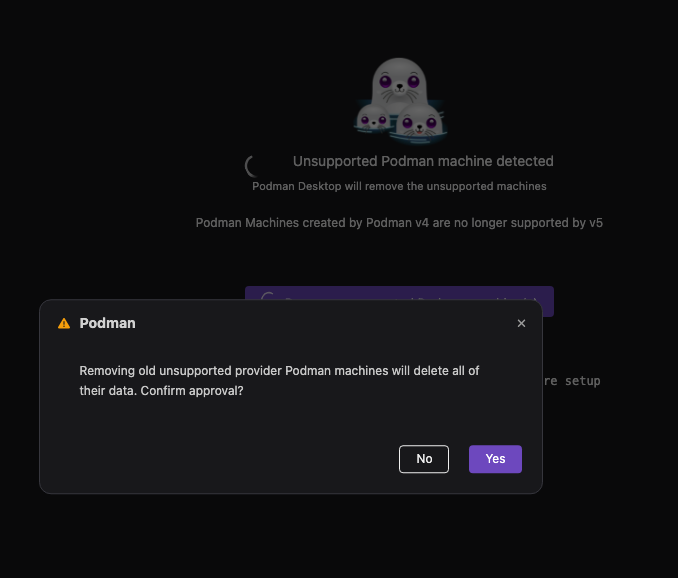 Unsupported Podman machine detected
Podman Desktop will remove the unsupported machines
Podman Machines created by Podman v4 are no longer supported by v5
Podman
Removing old unsupported provider Podman machines will delete all of
their data. Confirm approval?
re setup
No
Yes